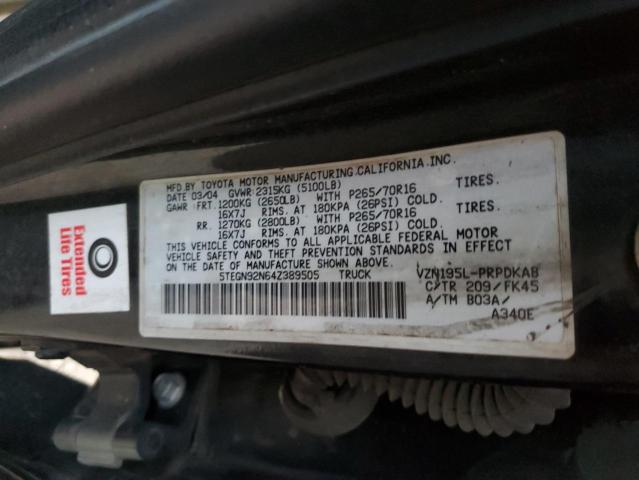 MFD.BY TOYOTA MOTOR MANUFACTURING,CALIFORNIA,INC.
DATE 03/04 GVWR 2315KG (5100LB)
GAWR FRT. 1200KG (2650LB) WITH P265/70R16 TIRES.
16X7J RIMS. AT 180KPA (26PSI) COLD.
RR. 1270KG (2800LB) WITH P265/70R16 TIRES.
16X7J RIMS. AT 180KPA (26PSI) COLD.
THIS VEHICLE CONFORMS TO ALL APPLICABLE FEDERAL MOTOR
VEHICLE SAFETY AND THEFT PREVENTION STANDARDS IN EFFECT
ON THE DATE OF MANUFACTURE SHOWN ABOVE.
5TEGN92N64Z389505 TRUCK
VZN195L-PRPDKAB
C/TR 209/FK45
A/TM B03A/
A340E
Extended
Life Tires